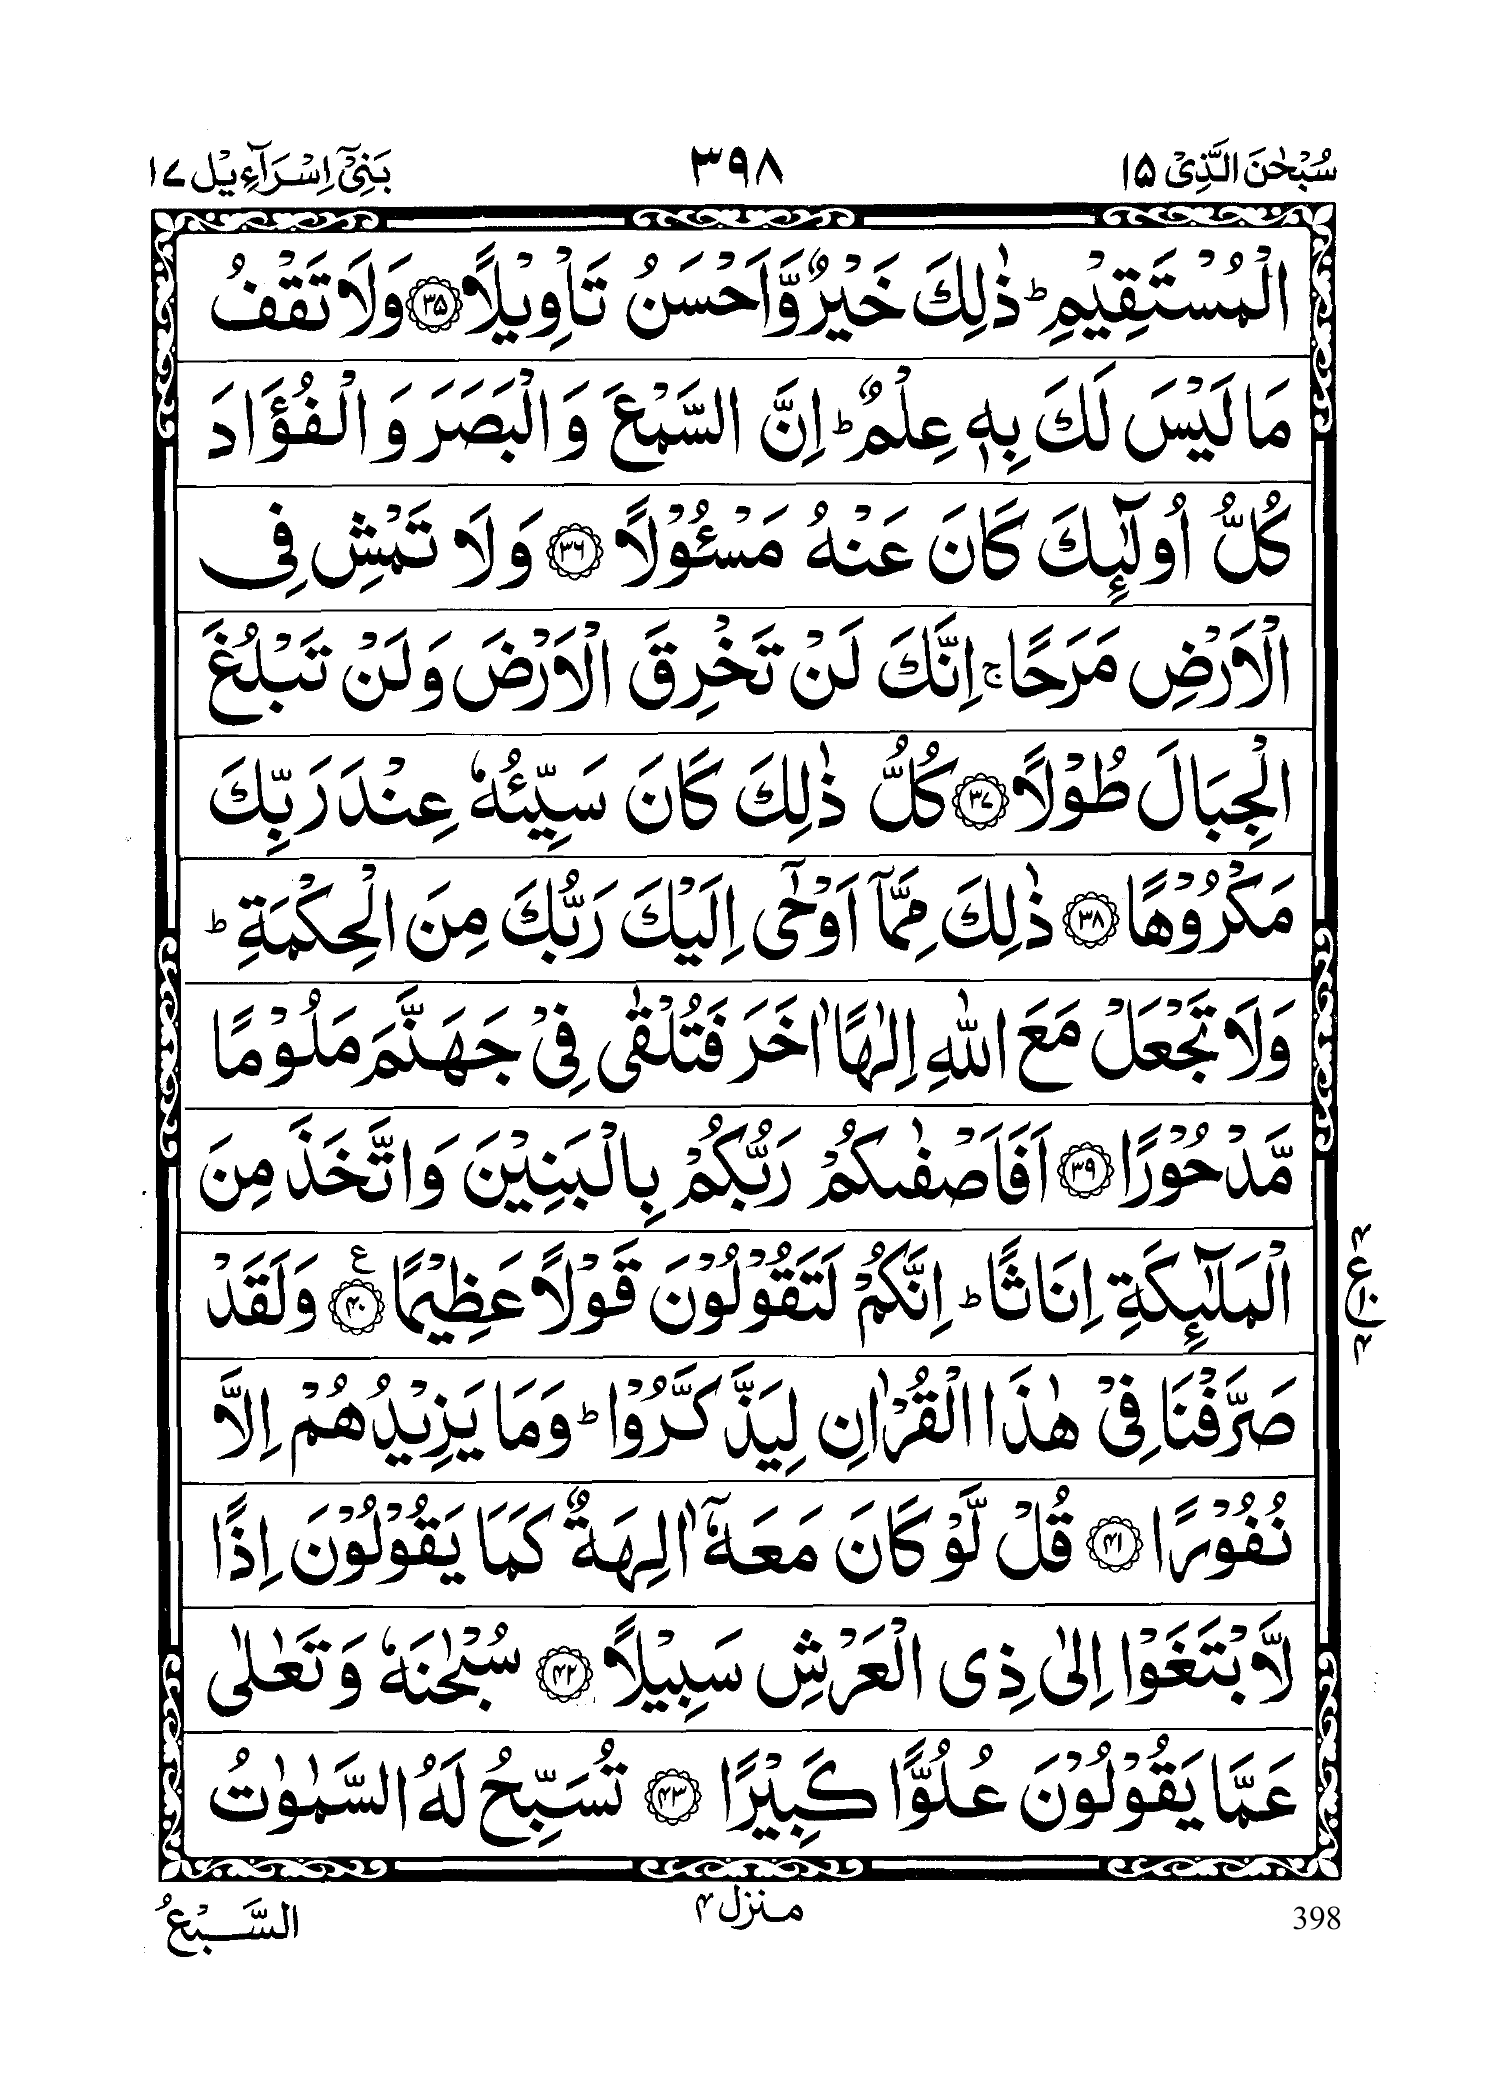 سُبْحٰنَ الَّذِیْۤ ۱۵
۳۹۸
بَنِیْۤ اِسْرَآءِیْل ۱۷
الْمُسْتَقِیْمِ ؕ ذٰلِكَ خَیْرٌ وَّاَحْسَنُ تَاْوِیْلًا ﴿۳۵﴾ وَلَا تَقْفُ
مَا لَیْسَ لَكَ بِهٖ عِلْمٌ ؕ اِنَّ السَّمْعَ وَالْبَصَرَ وَالْفُؤَادَ
كُلُّ اُولٰٓىِٕكَ كَانَ عَنْهُ مَسْـُٔوْلًا ﴿۳۶﴾ وَلَا تَمْشِ فِی
الْاَرْضِ مَرَحًا ۚ اِنَّكَ لَنْ تَخْرِقَ الْاَرْضَ وَلَنْ تَبْلُغَ
الْجِبَالَ طُوْلًا ﴿۳۷﴾ كُلُّ ذٰلِكَ كَانَ سَیِّئُهٗ عِنْدَ رَبِّكَ
مَكْرُوْهًا ﴿۳۸﴾ ذٰلِكَ مِمَّاۤ اَوْحٰۤی اِلَیْكَ رَبُّكَ مِنَ الْحِكْمَةِ ؕ
وَلَا تَجْعَلْ مَعَ اللّٰهِ اِلٰهًا اٰخَرَ فَتُلْقٰی فِیْ جَهَنَّمَ مَلُوْمًا
مَّدْحُوْرًا ﴿۳۹﴾ اَفَاَصْفٰىكُمْ رَبُّكُمْ بِالْبَنِیْنَ وَاتَّخَذَ مِنَ
الْمَلٰٓىِٕكَةِ اِنَاثًا ؕ اِنَّكُمْ لَتَقُوْلُوْنَ قَوْلًا عَظِیْمًا ﴿۴۰﴾ ع وَلَقَدْ
صَرَّفْنَا فِیْ هٰذَا الْقُرْاٰنِ لِیَذَّكَّرُوْا ؕ وَمَا یَزِیْدُهُمْ اِلَّا
نُفُوْرًا ﴿۴۱﴾ قُلْ لَّوْ كَانَ مَعَهٗۤ اٰلِهَةٌ كَمَا یَقُوْلُوْنَ اِذًا
لَّابْتَغَوْا اِلٰی ذِی الْعَرْشِ سَبِیْلًا ﴿۴۲﴾ سُبْحٰنَهٗ وَتَعٰلٰی
عَمَّا یَقُوْلُوْنَ عُلُوًّا كَبِیْرًا ﴿۴۳﴾ تُسَبِّحُ لَهُ السَّمٰوٰتُ
۴
ع
۱۰
۴
398
منزل ۴
السَّبْعُ